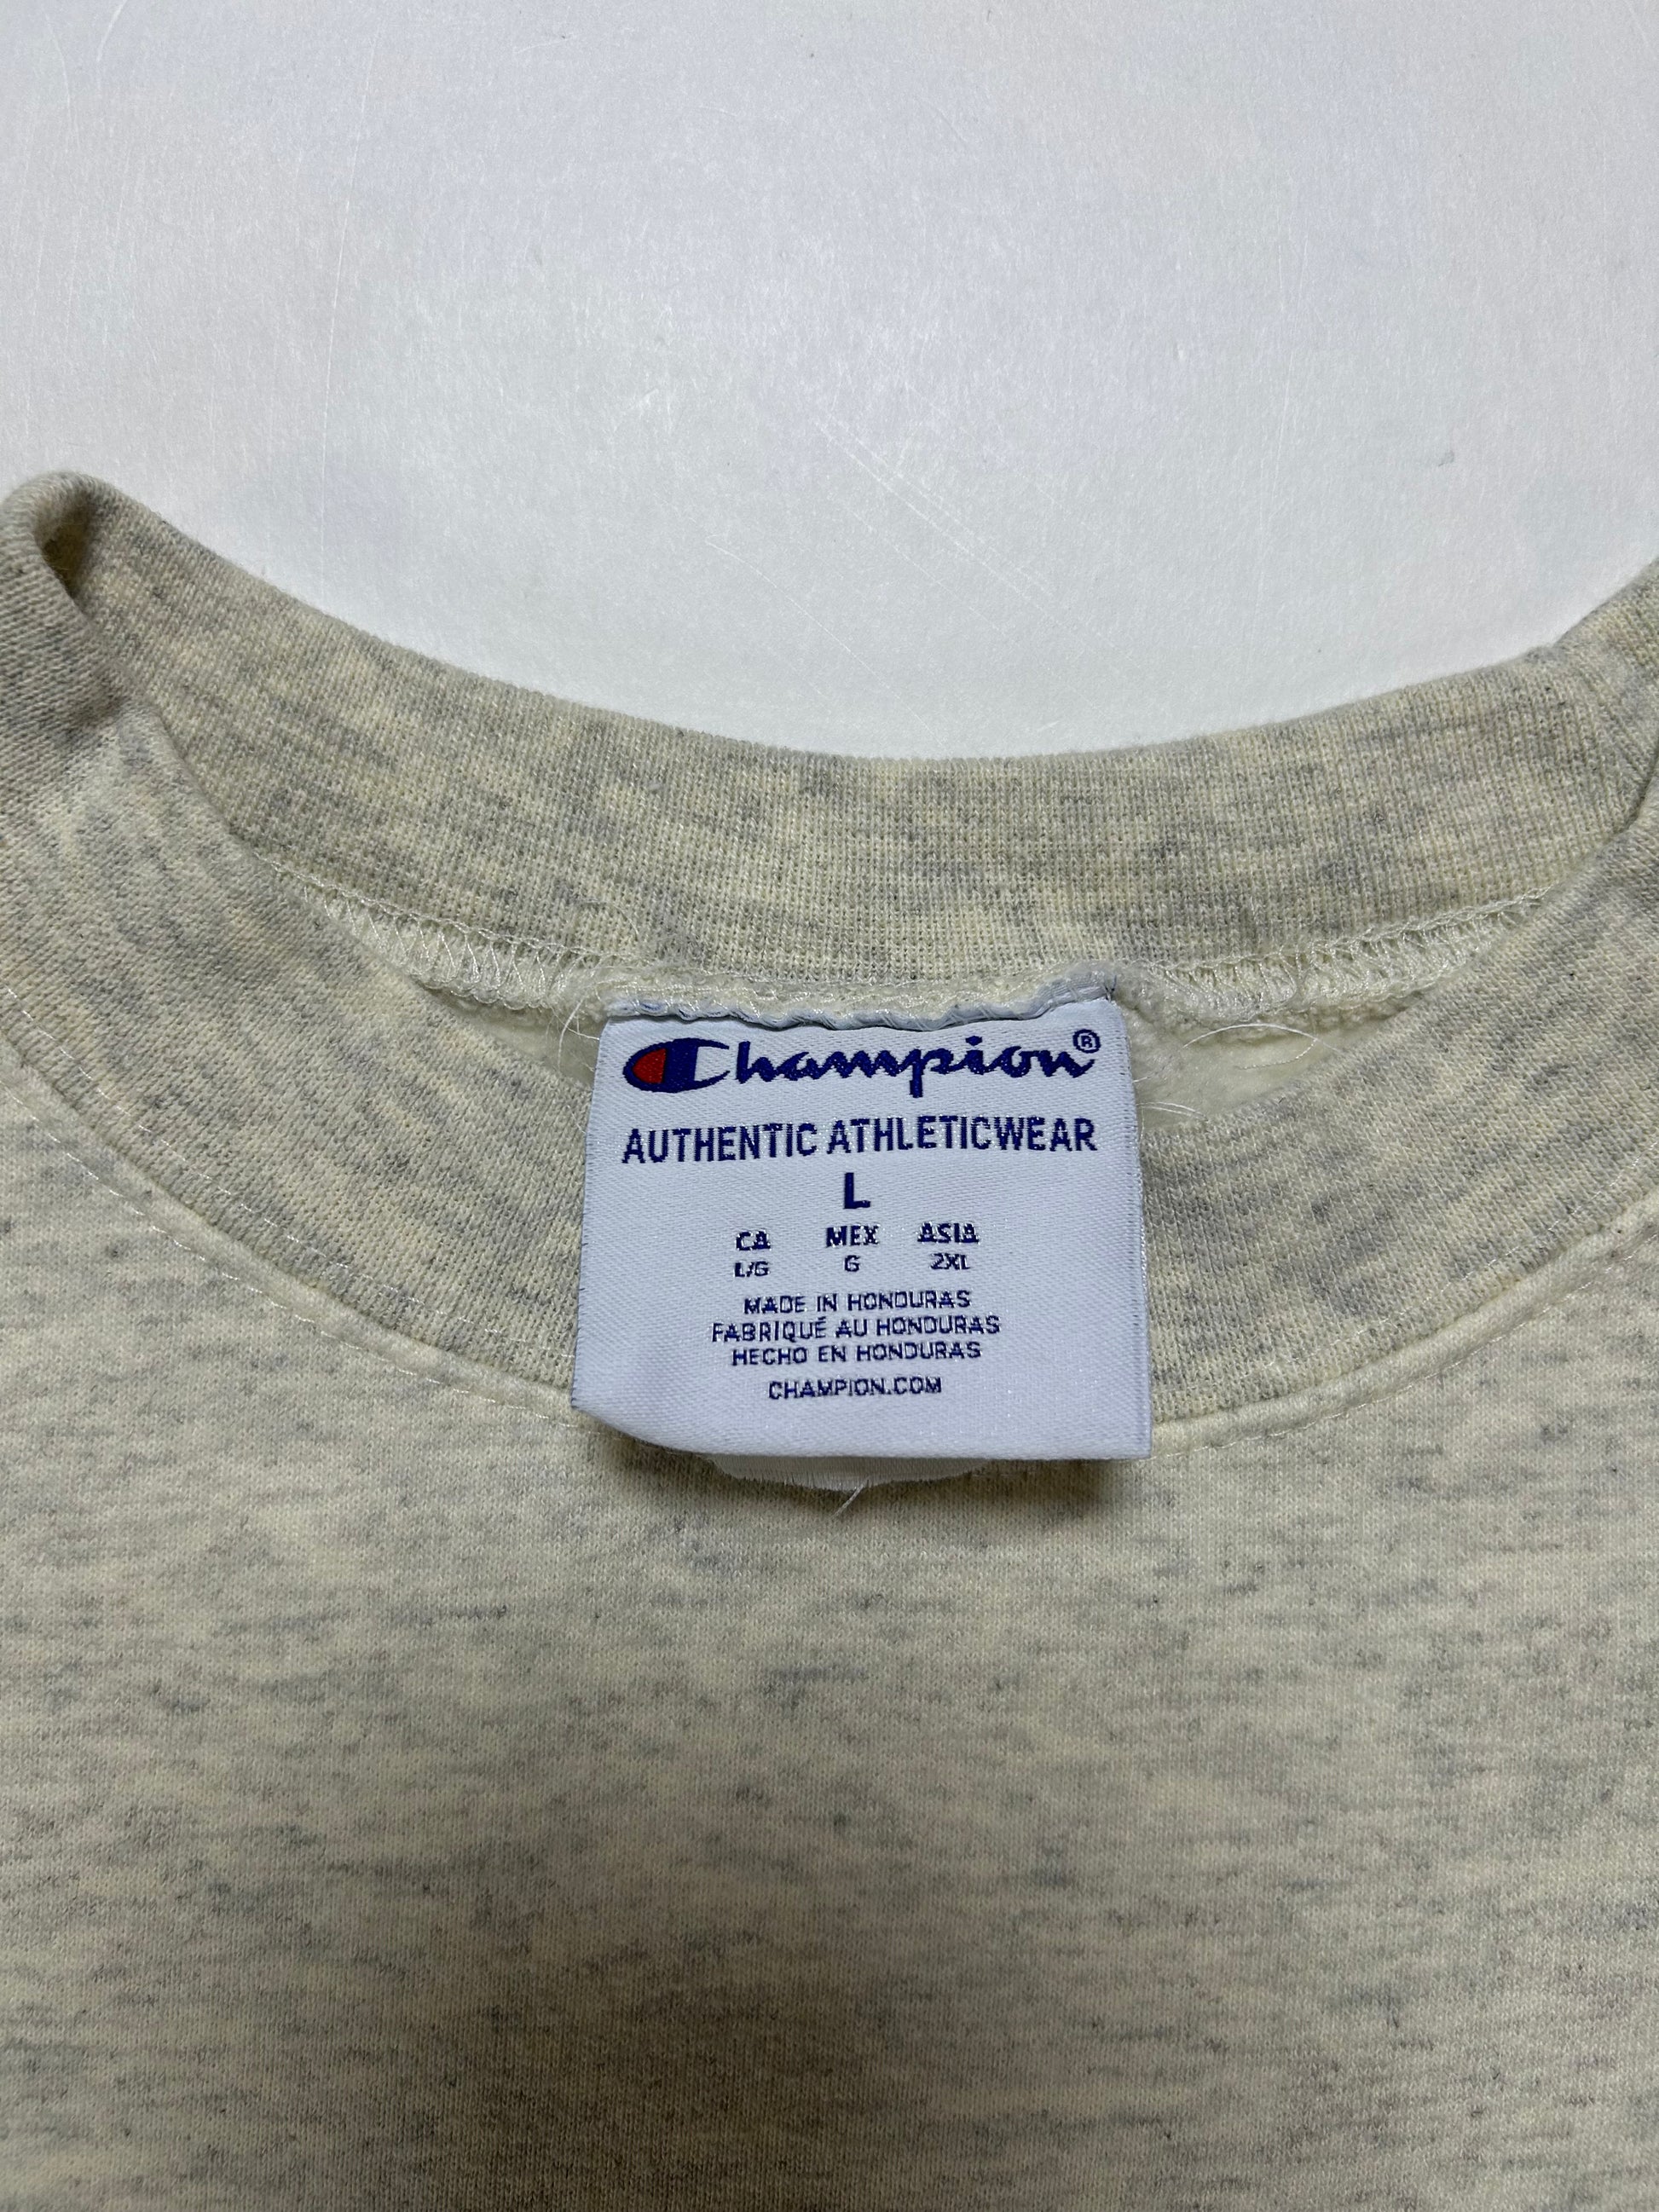 Champion®
AUTHENTIC ATHLETICWEAR
L
CA MEX ASIA
L/G G 2XL
MADE IN HONDURAS
FABRIQUÉ AU HONDURAS
HECHO EN HONDURAS
CHAMPION.COM